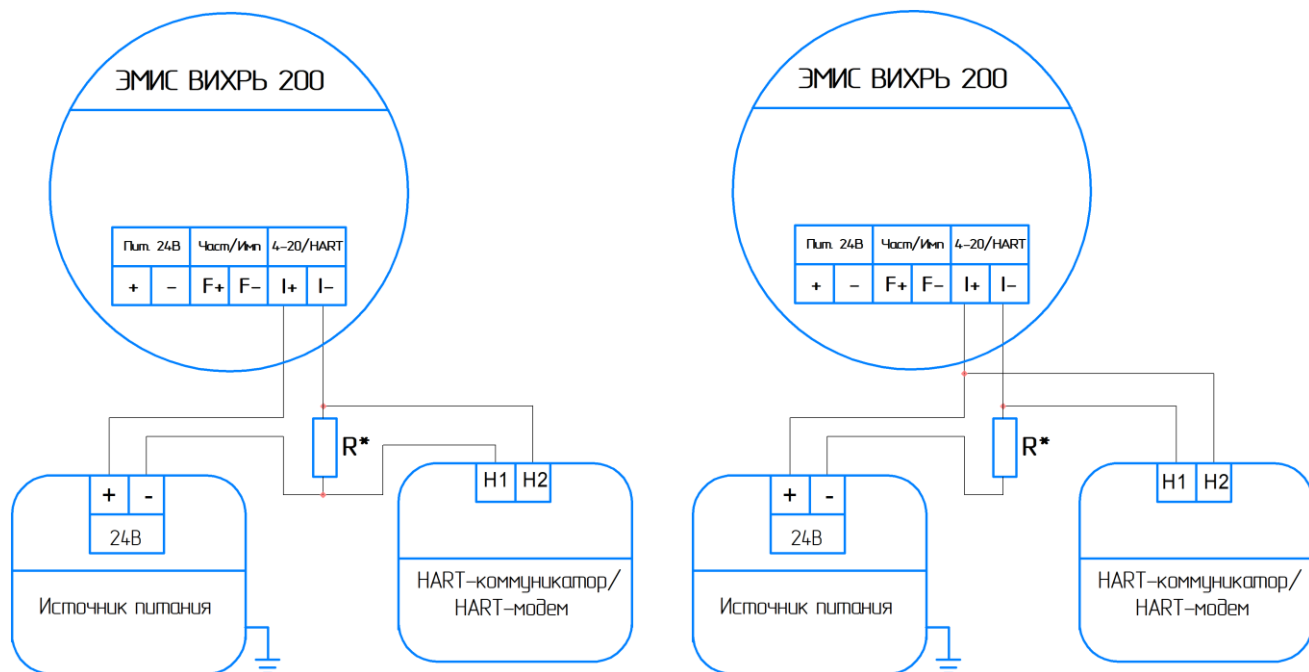 ЭМИС ВИХРЬ 200
Пит. 24В Част/Имп 4-20/HART
+ - F+ F- I+ I-
R*
+ -
24В
Источник питания
H1 H2
HART-коммуникатор/
HART-модем
ЭМИС ВИХРЬ 200
Пит. 24В Част/Имп 4-20/HART
+ - F+ F- I+ I-
R*
+ -
24В
Источник питания
H1 H2
HART-коммуникатор/
HART-модем